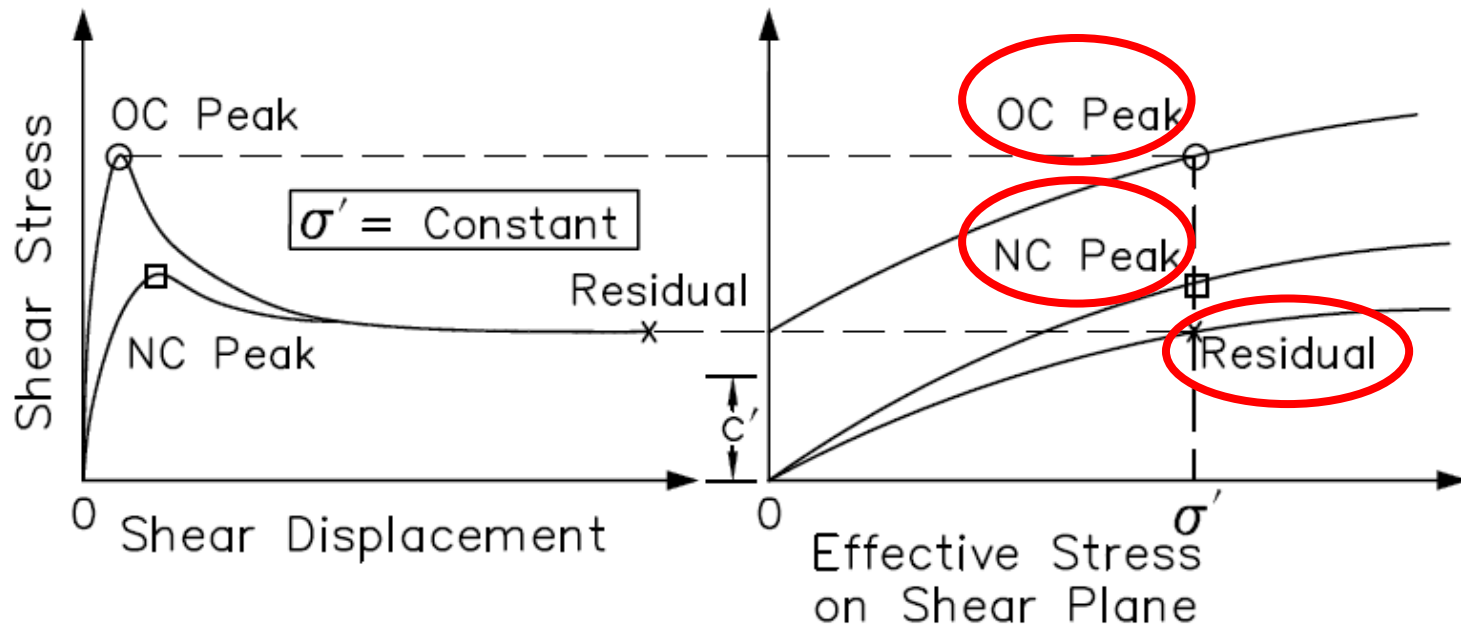 Shear Stress
OC Peak
σ′ = Constant
NC Peak
Residual
0
Shear Displacement
OC Peak
NC Peak
Residual
c′
0
σ′
Effective Stress
on Shear Plane